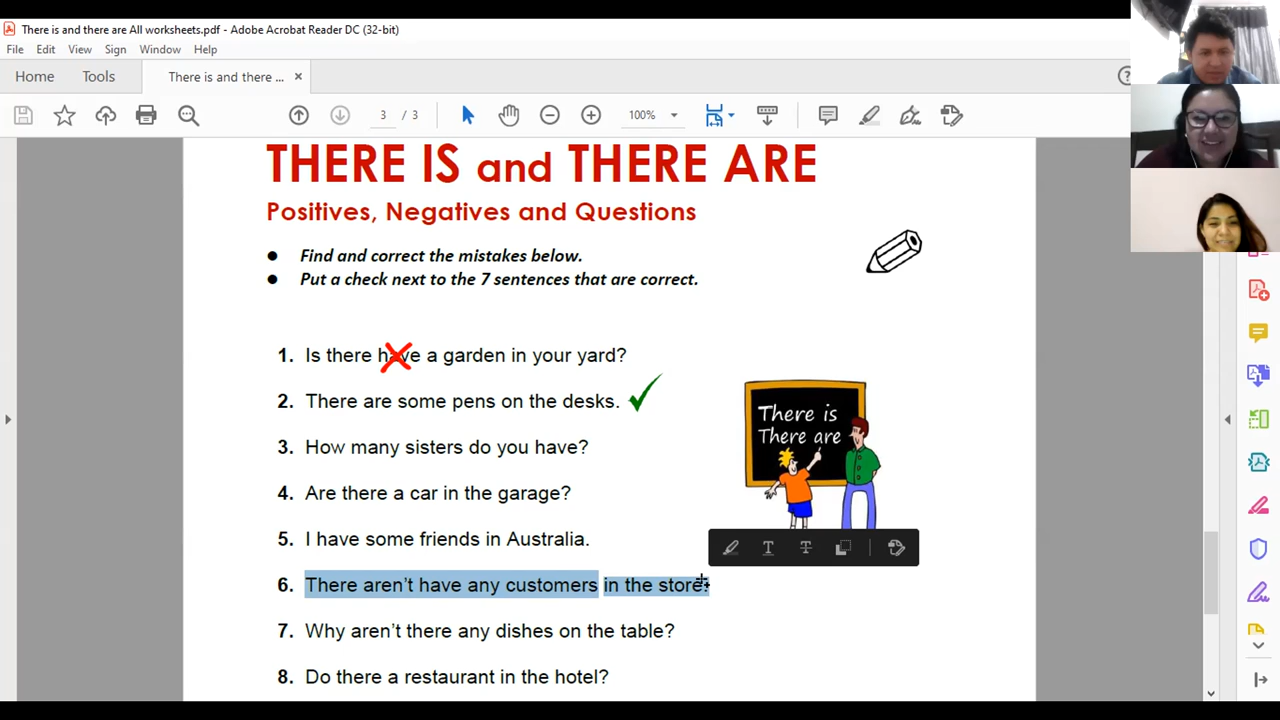 There is and there are All worksheets.pdf - Adobe Acrobat Reader DC (32-bit)
File Edit View Sign Window Help
Home Tools There is and there ... ×
3 / 3 100%
THERE IS and THERE ARE
Positives, Negatives and Questions
● Find and correct the mistakes below.
● Put a check next to the 7 sentences that are correct.
1. Is there have a garden in your yard?
2. There are some pens on the desks.
3. How many sisters do you have?
There is
There are
4. Are there a car in the garage?
5. I have some friends in Australia.
6. There aren't have any customers in the store.
7. Why aren't there any dishes on the table?
8. Do there a restaurant in the hotel?